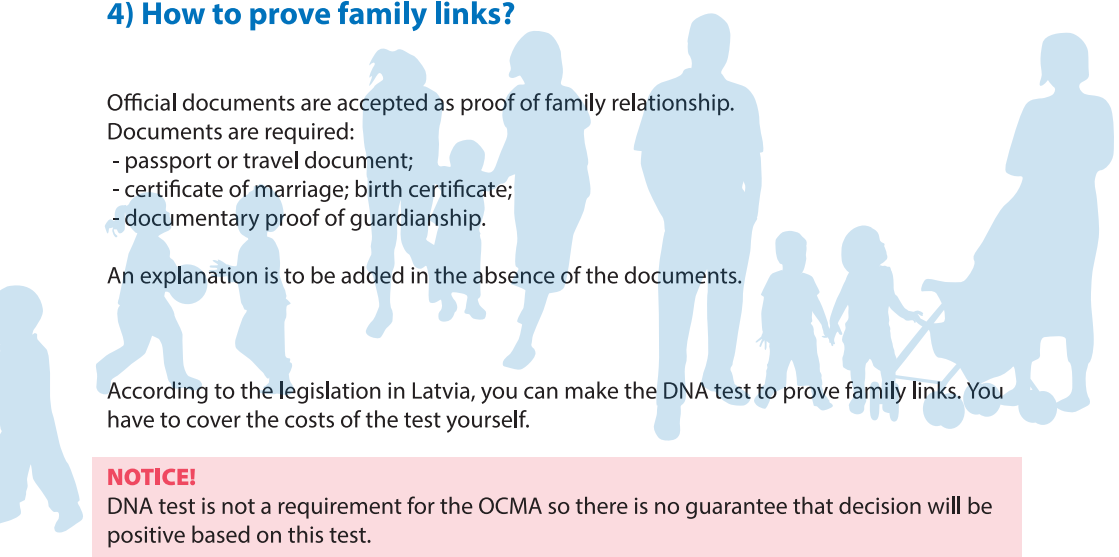 4) How to prove family links?
Official documents are accepted as proof of family relationship.
Documents are required:
- passport or travel document;
- certificate of marriage; birth certificate;
- documentary proof of guardianship.
An explanation is to be added in the absence of the documents.
According to the legislation in Latvia, you can make the DNA test to prove family links. You
have to cover the costs of the test yourself.
NOTICE!
DNA test is not a requirement for the OCMA so there is no guarantee that decision will be
positive based on this test.